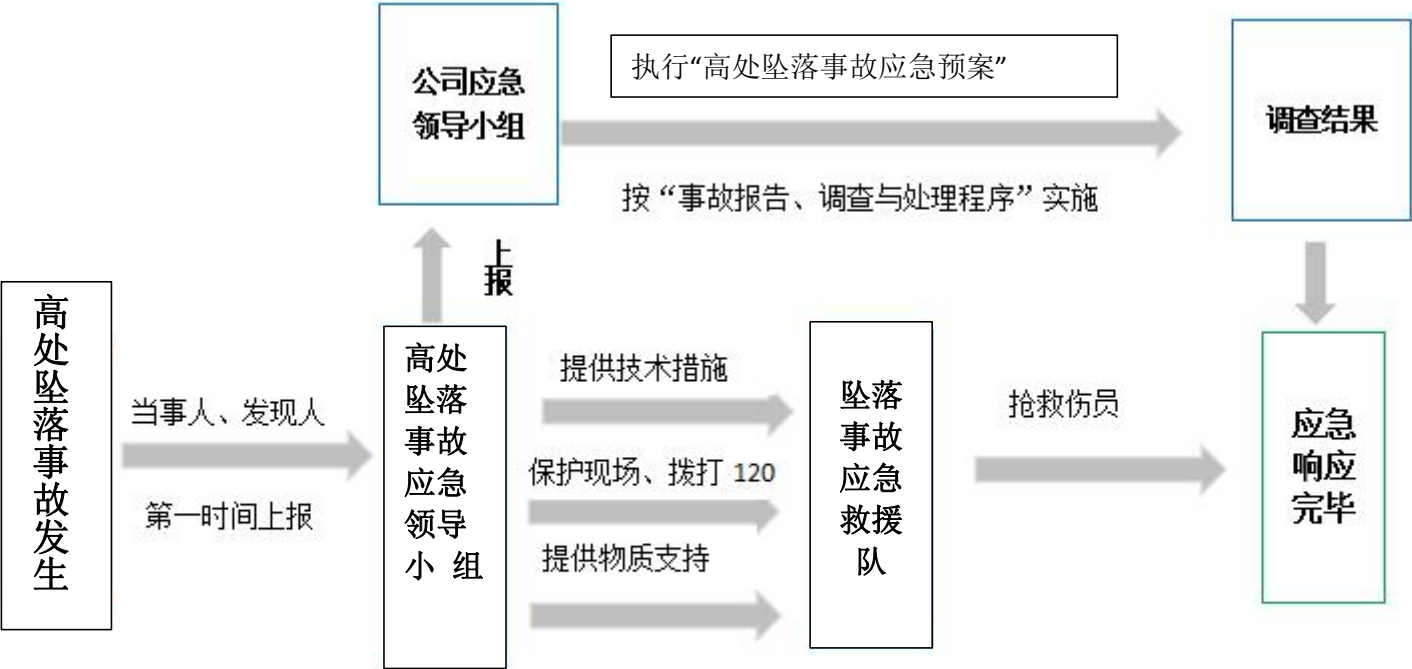 公司应急
领导小组
执行“高处坠落事故应急预案”
按“事故报告、调查与处理程序”实施
调查结果
上
报
高
处
坠
落
事
故
发
生
当事人、发现人
第一时间上报
高处
坠落
事故
应急
领导
小 组
提供技术措施
保护现场、拨打 120
提供物质支持
坠落
事故
应急
救援
队
抢救伤员
应急
响应
完毕